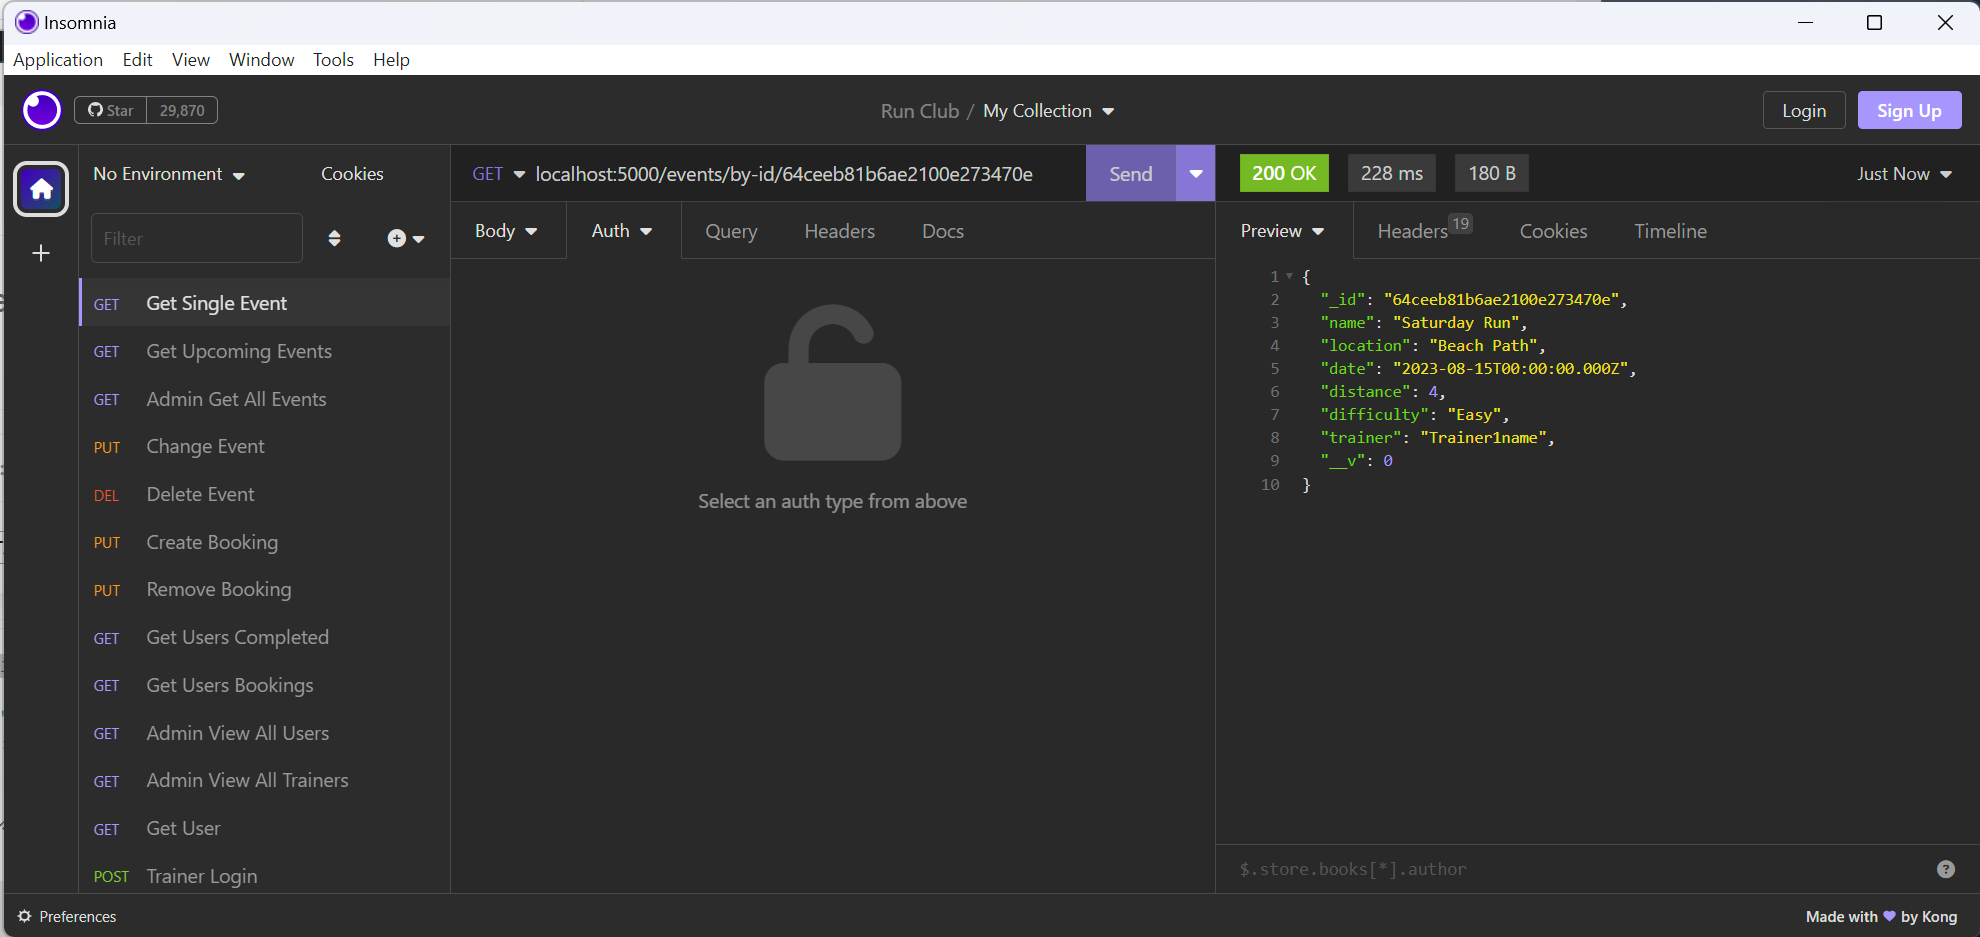 Insomnia
Application Edit View Window Tools Help
Star 29,870
Run Club / My Collection
Login Sign Up
No Environment Cookies
Filter
GET Get Single Event
GET Get Upcoming Events
GET Admin Get All Events
PUT Change Event
DEL Delete Event
PUT Create Booking
PUT Remove Booking
GET Get Users Completed
GET Get Users Bookings
GET Admin View All Users
GET Admin View All Trainers
GET Get User
POST Trainer Login
GET localhost:5000/events/by-id/64ceeb81b6ae2100e273470e Send
Body Auth Query Headers Docs
Select an auth type from above
200 OK 228 ms 180 B Just Now
Preview Headers 19 Cookies Timeline
1 {
2 "_id": "64ceeb81b6ae2100e273470e",
3 "name": "Saturday Run",
4 "location": "Beach Path",
5 "date": "2023-08-15T00:00:00.000Z",
6 "distance": 4,
7 "difficulty": "Easy",
8 "trainer": "Trainer1name",
9 "__v": 0
10 }
$.store.books[*].author
Preferences
Made with 💜 by Kong